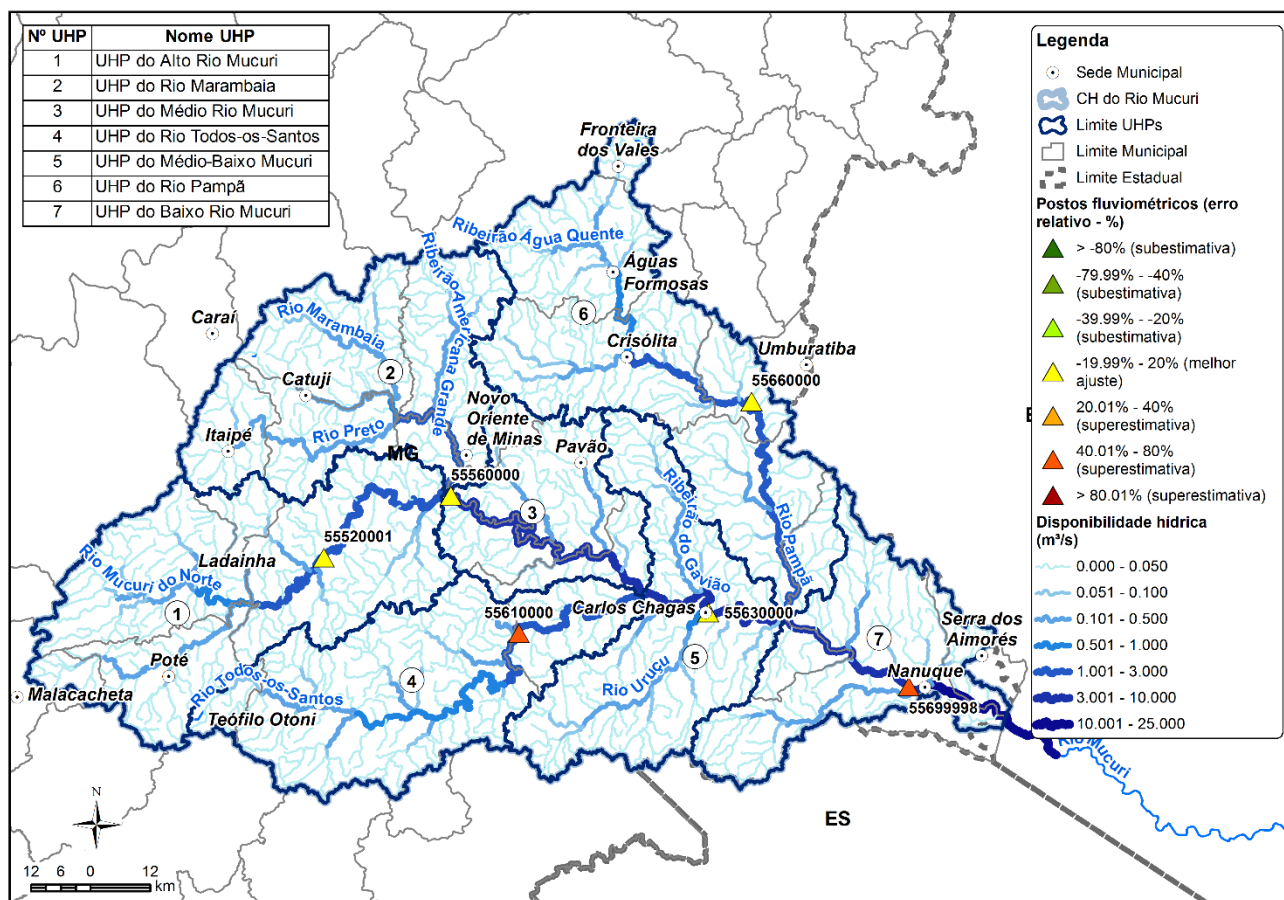 Nº UHP Nome UHP
1 UHP do Alto Rio Mucuri
2 UHP do Rio Marambaia
3 UHP do Médio Rio Mucuri
4 UHP do Rio Todos-os-Santos
5 UHP do Médio-Baixo Mucuri
6 UHP do Rio Pampã
7 UHP do Baixo Rio Mucuri
Fronteira
dos Vales
Ribeirão Água Quente
Ribeirão Americana Grande
Águas
Formosas
6
Caraí
Rio Marambaia
Crisólita
Umburatiba
2
Catuji
55660000
Novo
Oriente
de Minas
Itaipé
Rio Preto
MG
Pavão
55560000
3
Ribeirão do Gavião
Rio Pampã
55520001
Ladainha
Rio Mucuri do Norte
1
55610000
Carlos Chagas
55630000
Serra dos
Aimorés
7
5
Poté
Rio Uruçu
Nanuque
4
Malacacheta
Rio Todos-os-Santos
Teófilo Otoni
55699998
Rio Mucuri
ES
N
12 6 0 12
km
Legenda
Sede Municipal
CH do Rio Mucuri
Limite UHPs
Limite Municipal
Limite Estadual
Postos fluviométricos (erro
relativo - %)
> -80% (subestimativa)
-79.99% - -40%
(subestimativa)
-39.99% - -20%
(subestimativa)
-19.99% - 20% (melhor
ajuste)
20.01% - 40%
(superestimativa)
40.01% - 80%
(superestimativa)
> 80.01% (superestimativa)
Disponibilidade hídrica
(m³/s)
0.000 - 0.050
0.051 - 0.100
0.101 - 0.500
0.501 - 1.000
1.001 - 3.000
3.001 - 10.000
10.001 - 25.000